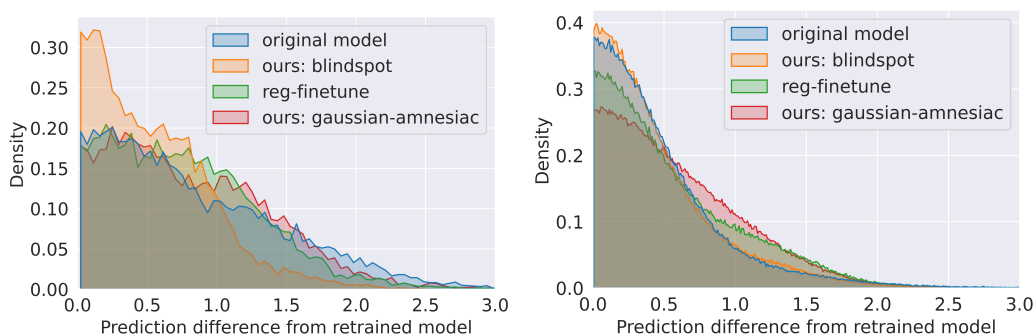 0.30
0.25
0.20
0.15
0.10
0.05
0.00
Density
original model
ours: blindspot
reg-finetune
ours: gaussian-amnesiac
0.0 0.5 1.0 1.5 2.0 2.5 3.0
Prediction difference from retrained model
0.4
0.3
0.2
0.1
0.0
Density
original model
ours: blindspot
reg-finetune
ours: gaussian-amnesiac
0.0 0.5 1.0 1.5 2.0 2.5 3.0
Prediction difference from retrained model